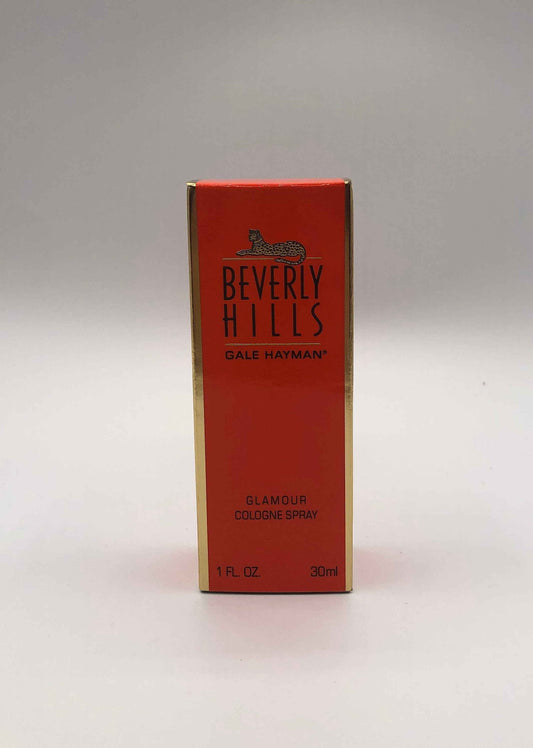 BEVERLY
HILLS
GALE HAYMAN®
GLAMOUR
COLOGNE SPRAY
1 FL. OZ. 30ml